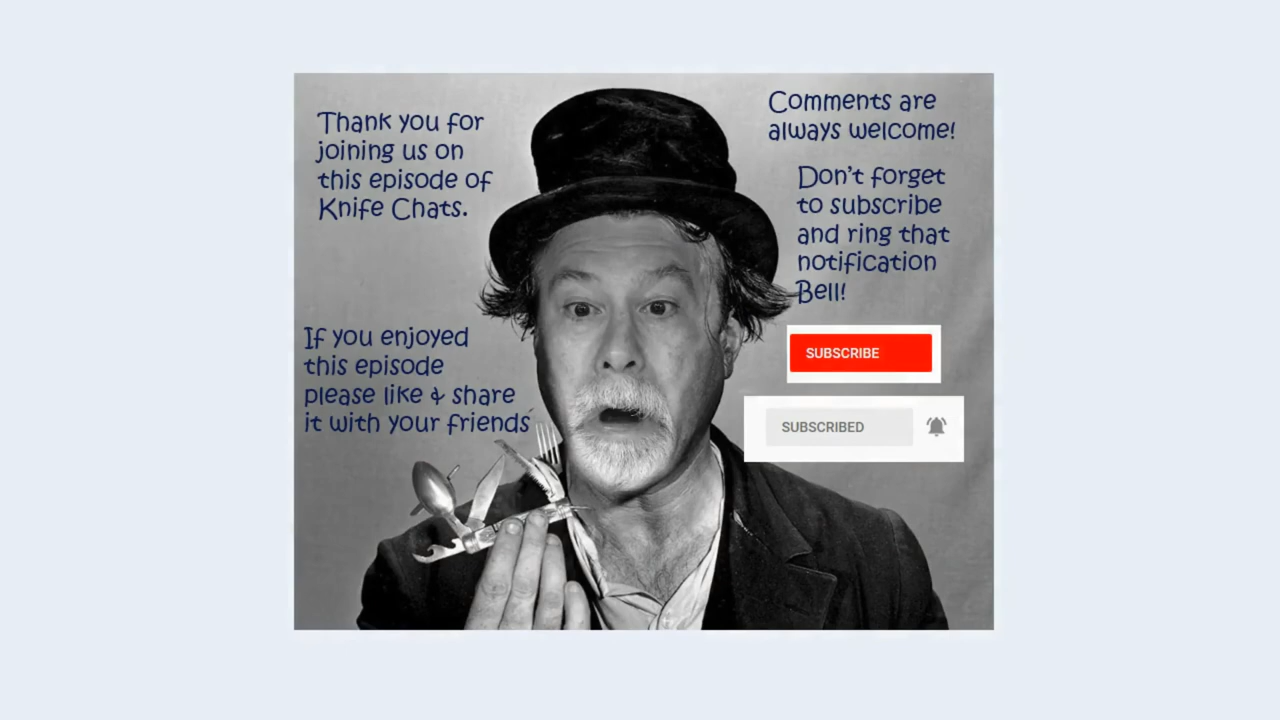 Thank you for
joining us on
this episode of
Knife Chats.
If you enjoyed
this episode
please like & share
it with your friends
Comments are
always welcome!
Don't forget
to subscribe
and ring that
notification
Bell!
SUBSCRIBE
SUBSCRIBED